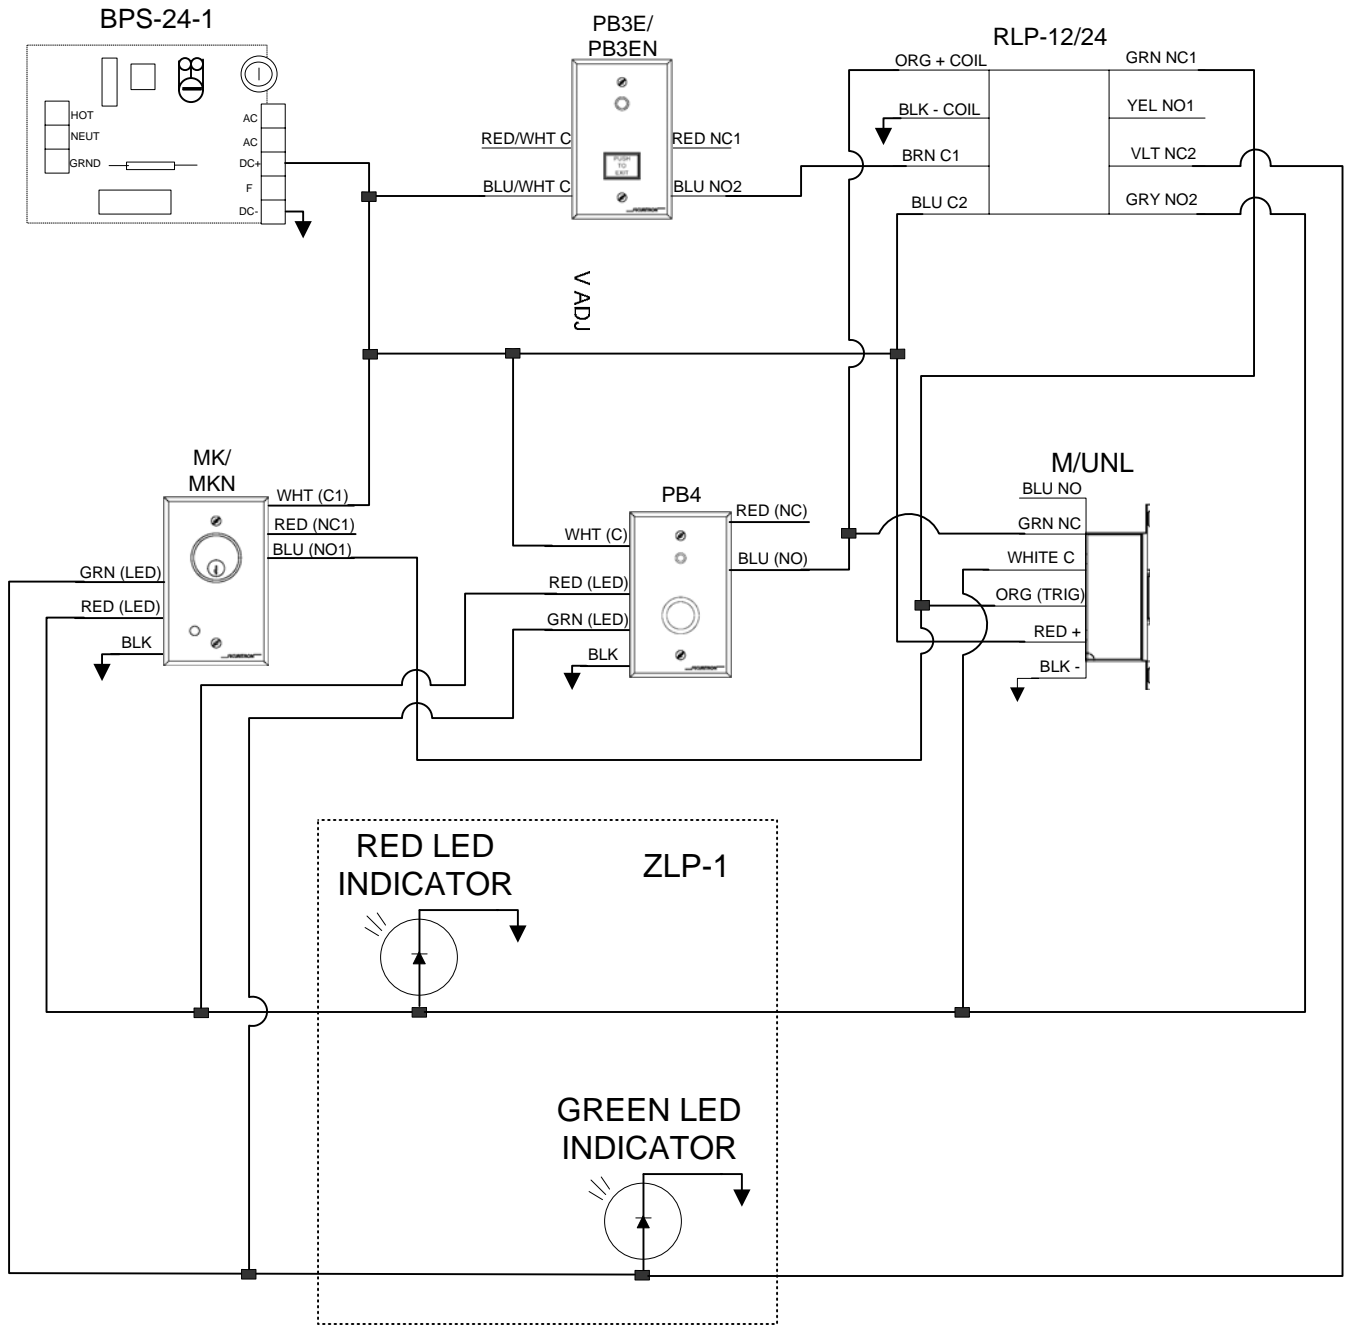 BPS-24-1
HOT
NEUT
GRND
AC
AC
DC+
F
DC-
PB3E/
PB3EN
RED/WHT C
RED NC1
BLU/WHT C
BLU NO2
PUSH
TO
EXIT
RLP-12/24
ORG + COIL
GRN NC1
BLK - COIL
YEL NO1
BRN C1
VLT NC2
BLU C2
GRY NO2
V ADJ
MK/
MKN
WHT (C1)
RED (NC1)
BLU (NO1)
GRN (LED)
RED (LED)
BLK
PB4
RED (NC)
WHT (C)
BLU (NO)
RED (LED)
GRN (LED)
BLK
M/UNL
BLU NO
GRN NC
WHITE C
ORG (TRIG)
RED +
BLK -
RED LED
INDICATOR
ZLP-1
GREEN LED
INDICATOR